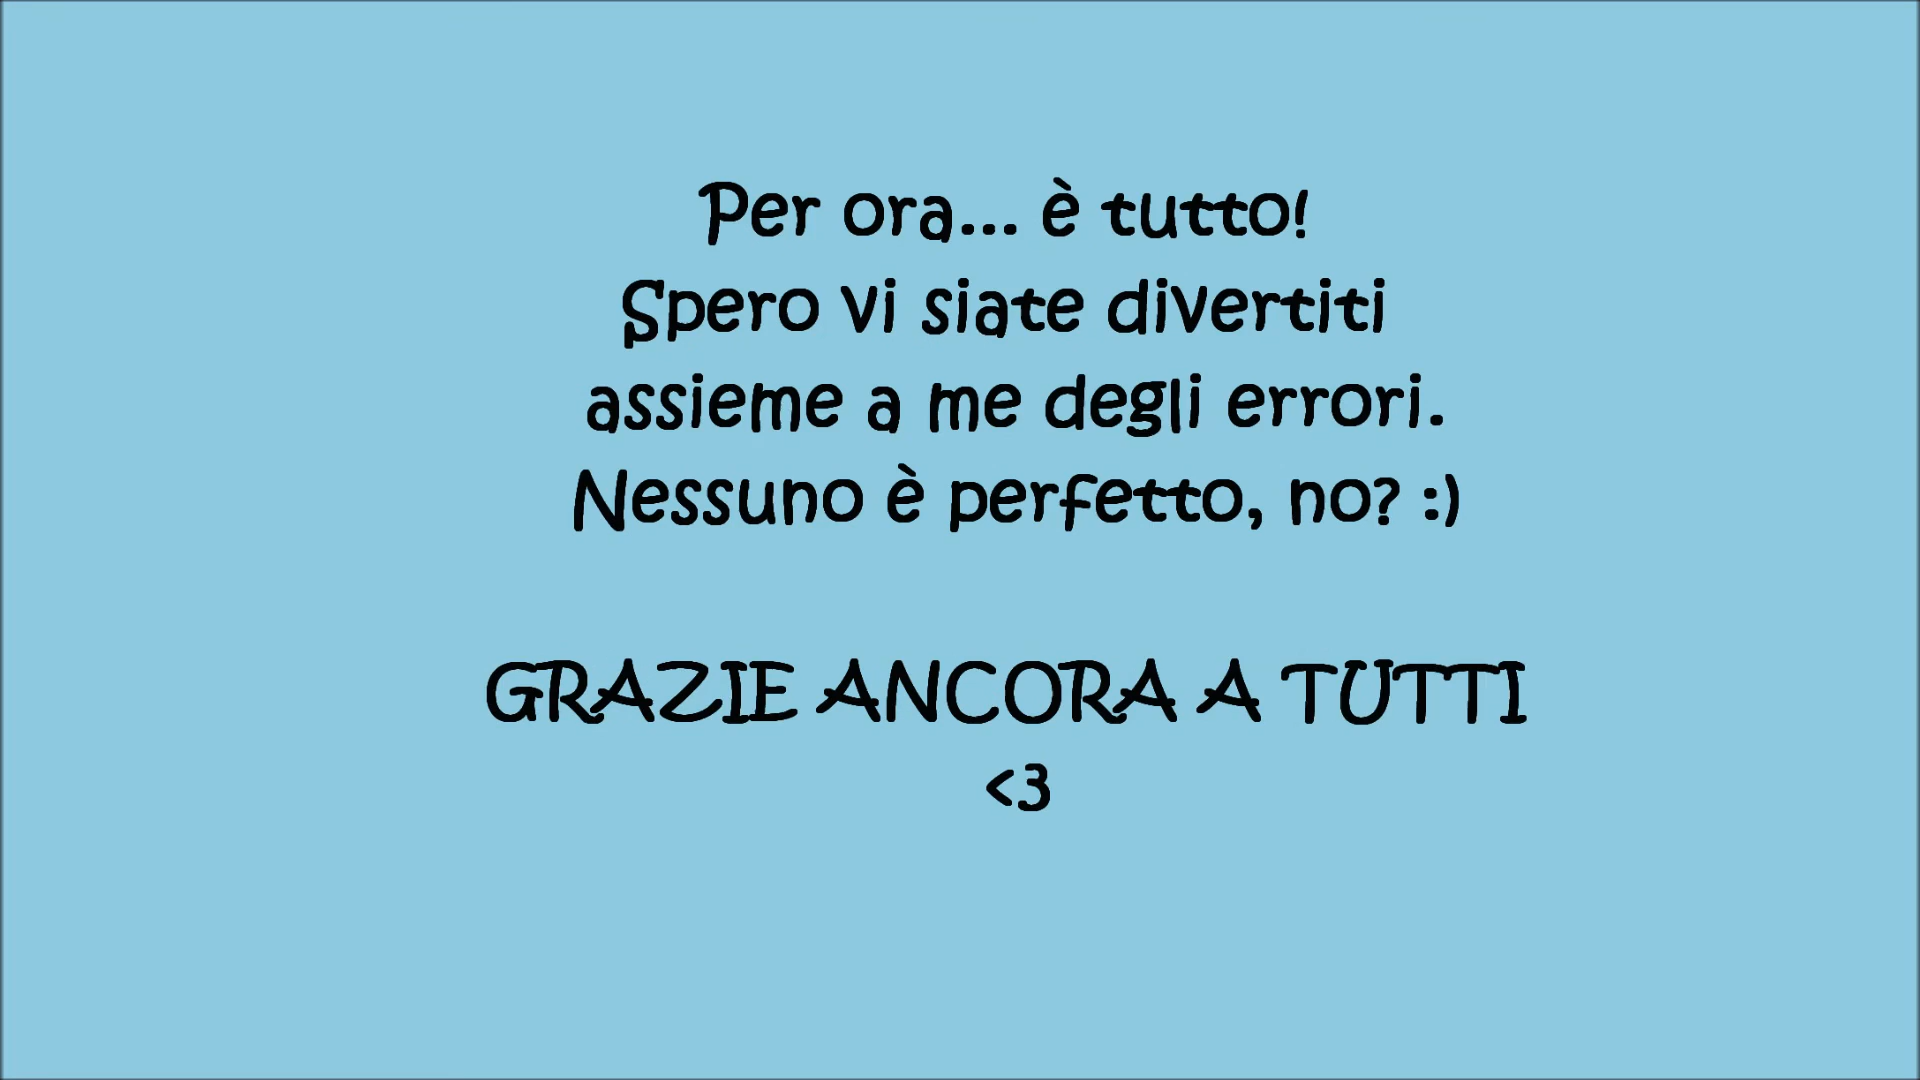 Per ora... è tutto!
Spero vi siate divertiti
assieme a me degli errori.
Nessuno è perfetto, no? :)
GRAZIE ANCORA A TUTTI
<3